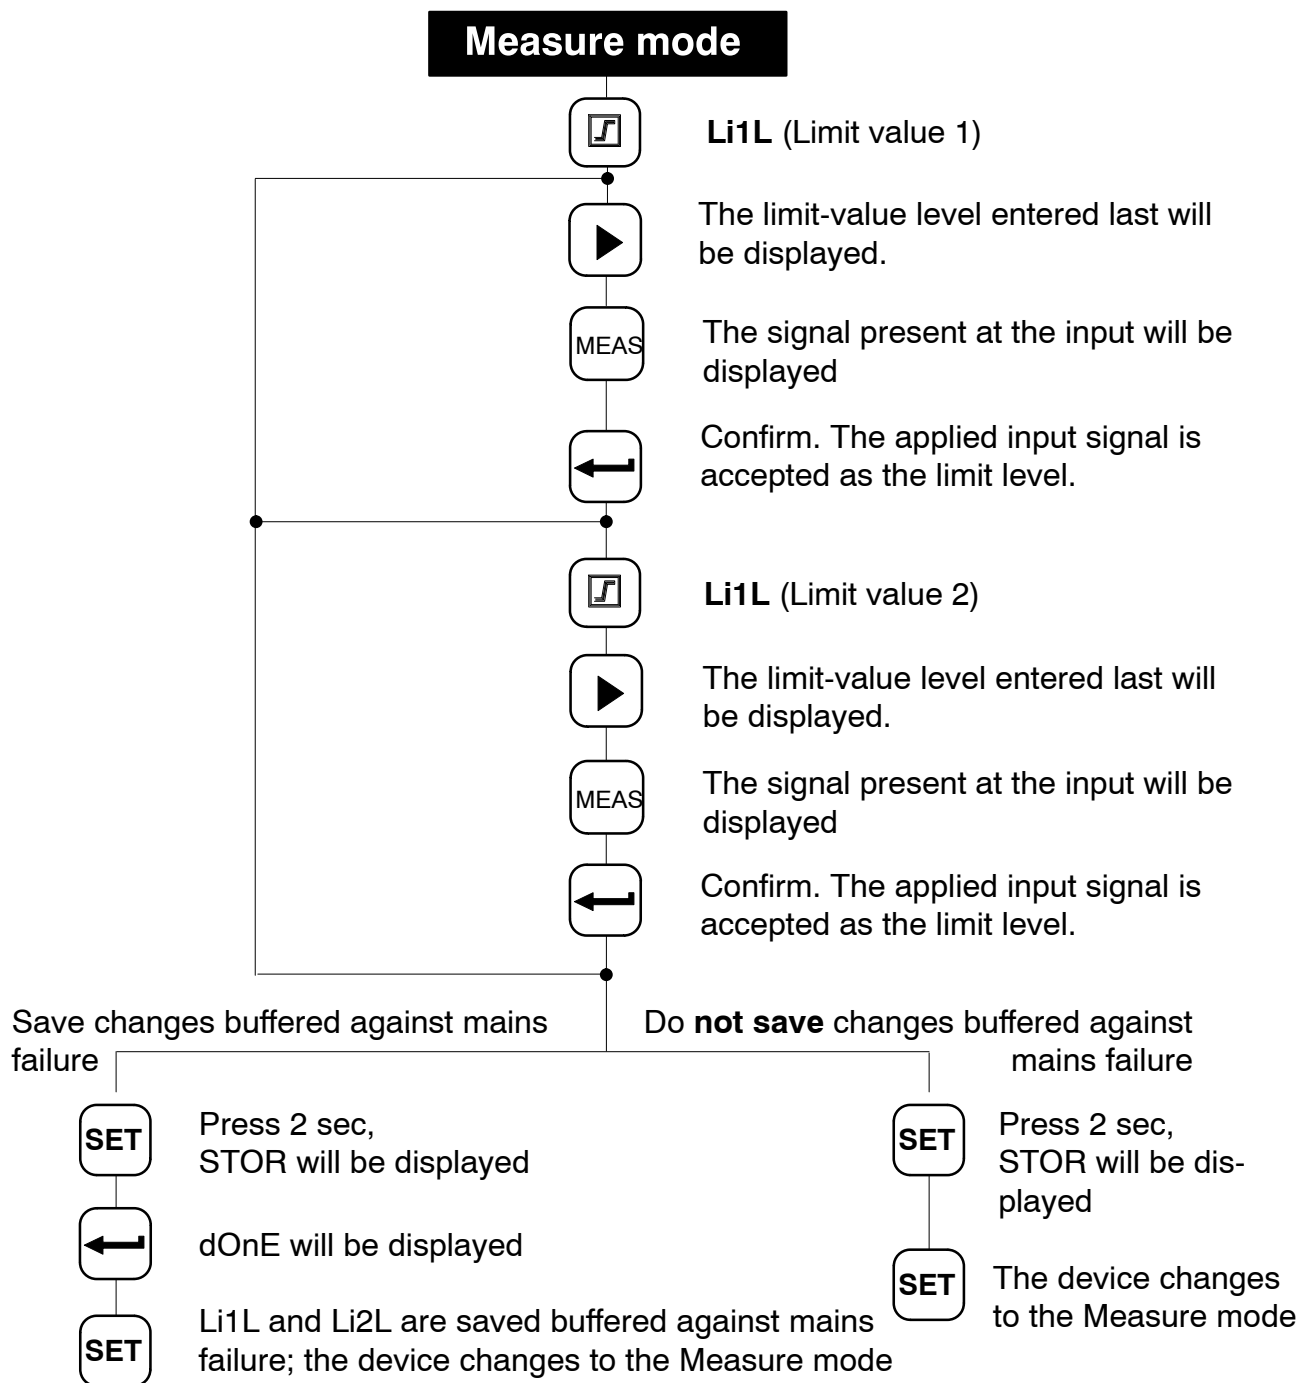 Measure mode
Li1L (Limit value 1)
The limit-value level entered last will
be displayed.
MEAS
The signal present at the input will be
displayed
Confirm. The applied input signal is
accepted as the limit level.
Li1L (Limit value 2)
The limit-value level entered last will
be displayed.
MEAS
The signal present at the input will be
displayed
Confirm. The applied input signal is
accepted as the limit level.
Save changes buffered against mains
failure
Do not save changes buffered against
mains failure
SET
Press 2 sec,
STOR will be displayed
dOnE will be displayed
SET
Li1L and Li2L are saved buffered against mains
failure; the device changes to the Measure mode
SET
Press 2 sec,
STOR will be dis-
played
SET
The device changes
to the Measure mode